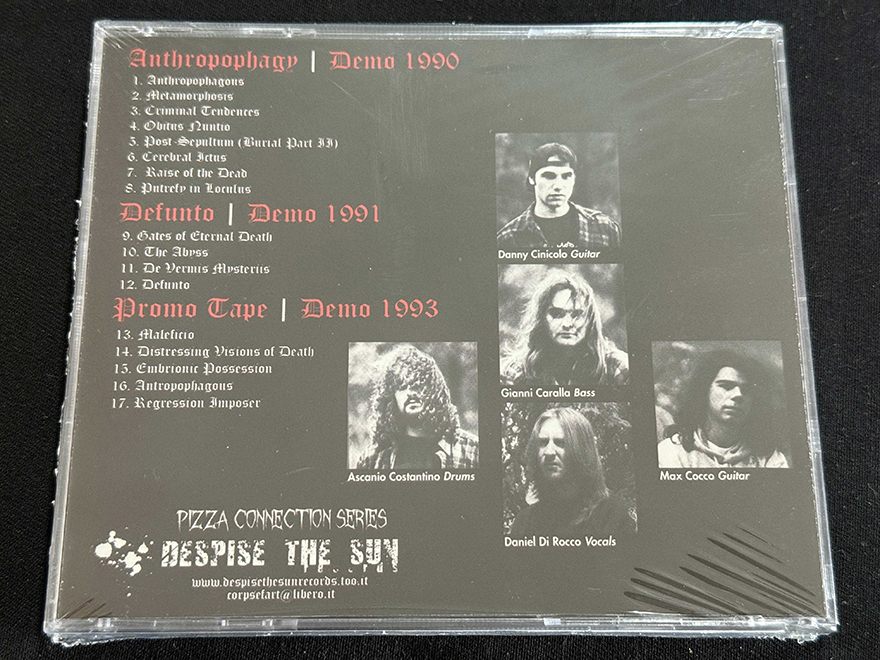 Anthropophagy | Demo 1990
1. Anthropophagous
2. Metamorphosis
3. Criminal Tendences
4. Obitus Nuntio
5. Post-Sepultum (Burial Part II)
6. Cerebral Ictus
7. Raise of the Dead
8. Putrefy in Loculus
Defunto | Demo 1991
9. Gates of Eternal Death
10. The Abyss
11. De Vermis Mysteriis
12. Defunto
Promo Tape | Demo 1993
13. Maleficio
14. Distressing Visions of Death
15. Embrionic Possession
16. Antropophagous
17. Regression Imposer
Danny Cinicolo Guitar
Gianni Caralla Bass
Ascanio Costantino Drums
Max Cocco Guitar
Daniel Di Rocco Vocals
PIZZA CONNECTION SERIES
DESPISE THE SUN
www.despisethesunrecords.too.it
corpsefart@libero.it